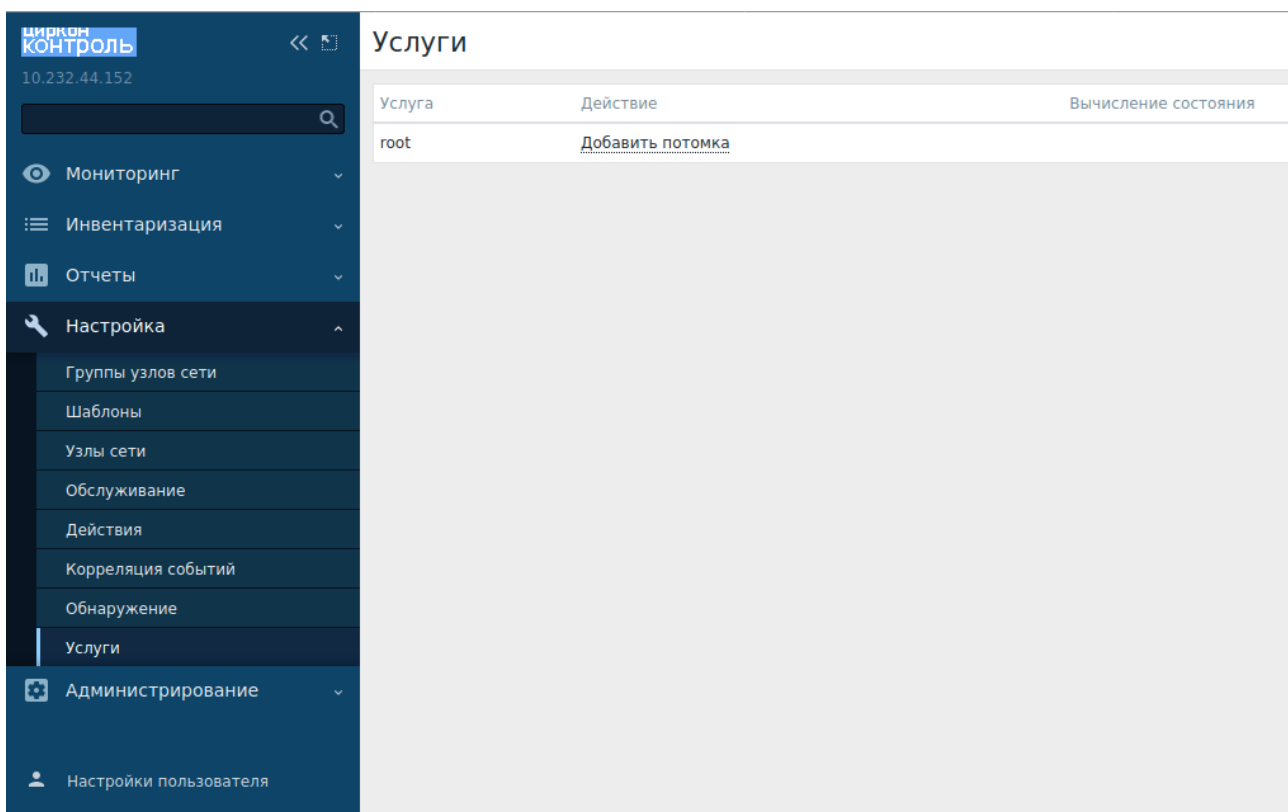 циркон
контроль
10.232.44.152
Мониторинг
Инвентаризация
Отчеты
Настройка
Группы узлов сети
Шаблоны
Узлы сети
Обслуживание
Действия
Корреляция событий
Обнаружение
Услуги
Администрирование
Настройки пользователя
Услуги
Услуга Действие Вычисление состояния
root Добавить потомка